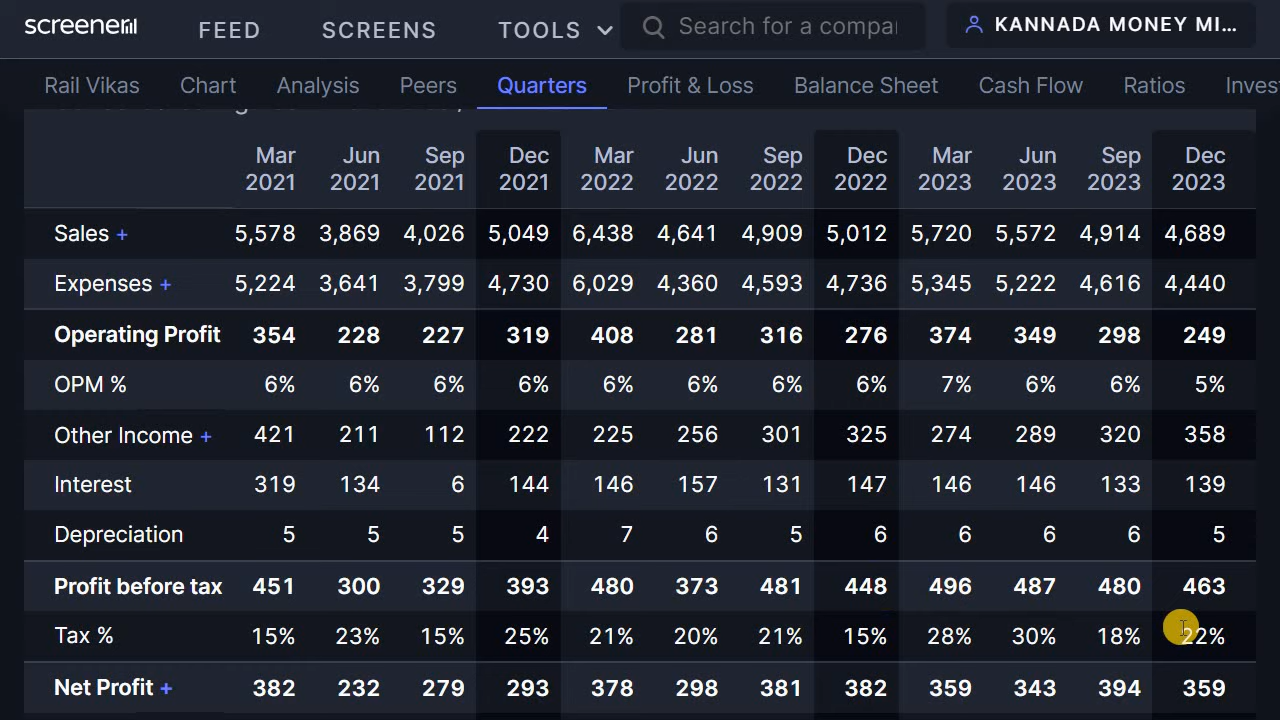 screener
FEED
SCREENS
TOOLS
Search for a compai
KANNADA MONEY MI...
Rail Vikas Chart Analysis Peers Quarters Profit & Loss Balance Sheet Cash Flow Ratios Inves
Mar 2021 Jun 2021 Sep 2021 Dec 2021 Mar 2022 Jun 2022 Sep 2022 Dec 2022 Mar 2023 Jun 2023 Sep 2023 Dec 2023
Sales + 5,578 3,869 4,026 5,049 6,438 4,641 4,909 5,012 5,720 5,572 4,914 4,689
Expenses + 5,224 3,641 3,799 4,730 6,029 4,360 4,593 4,736 5,345 5,222 4,616 4,440
Operating Profit 354 228 227 319 408 281 316 276 374 349 298 249
OPM % 6% 6% 6% 6% 6% 6% 6% 6% 7% 6% 6% 5%
Other Income + 421 211 112 222 225 256 301 325 274 289 320 358
Interest 319 134 6 144 146 157 131 147 146 146 133 139
Depreciation 5 5 5 4 7 6 5 6 6 6 6 5
Profit before tax 451 300 329 393 480 373 481 448 496 487 480 463
Tax % 15% 23% 15% 25% 21% 20% 21% 15% 28% 30% 18% 22%
Net Profit + 382 232 279 293 378 298 381 382 359 343 394 359